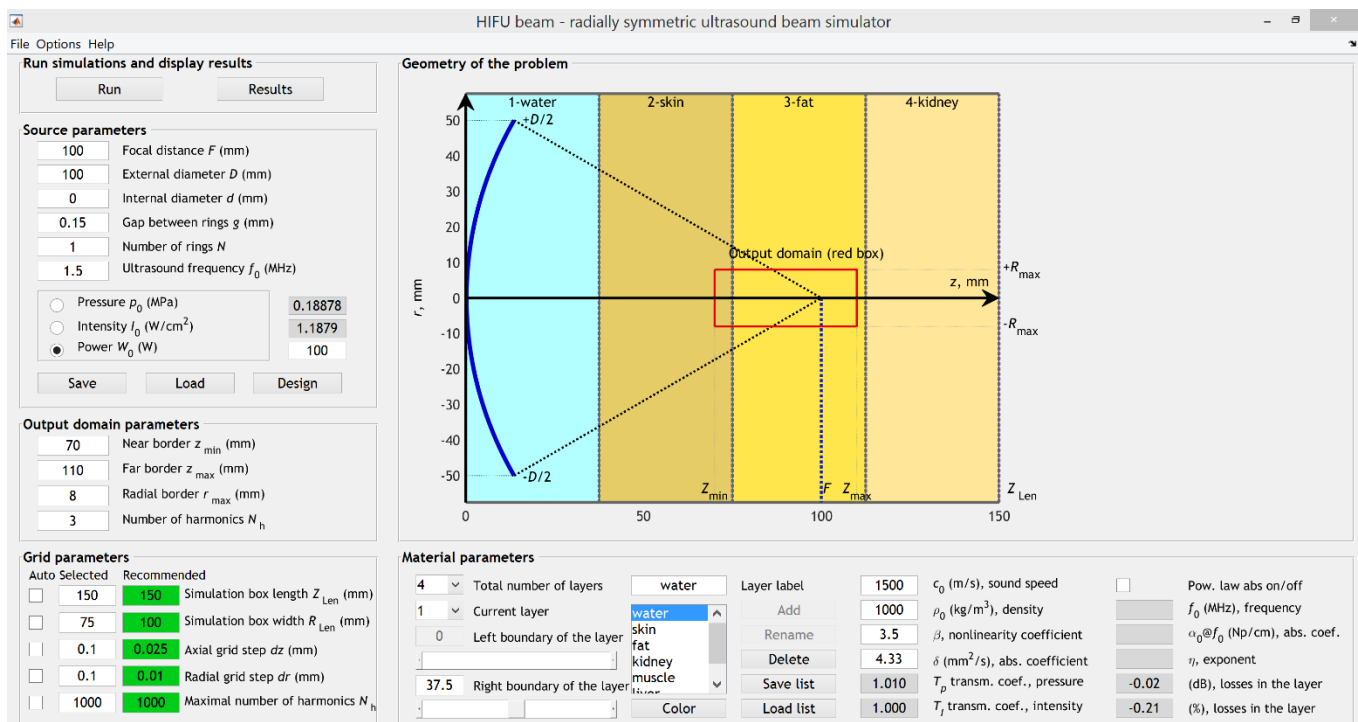 HIFU beam - radially symmetric ultrasound beam simulator
File Options Help
Run simulations and display results
Run Results
Source parameters
100 Focal distance F (mm)
100 External diameter D (mm)
0 Internal diameter d (mm)
0.15 Gap between rings g (mm)
1 Number of rings N
1.5 Ultrasound frequency f0 (MHz)
Pressure p0 (MPa) 0.18878
Intensity I0 (W/cm2) 1.1879
Power W0 (W) 100
Save Load Design
Output domain parameters
70 Near border z min (mm)
110 Far border z max (mm)
8 Radial border r max (mm)
3 Number of harmonics N h
Grid parameters
Auto Selected Recommended
150 150 Simulation box length Z Len (mm)
75 100 Simulation box width R Len (mm)
0.1 0.025 Axial grid step dz (mm)
0.1 0.01 Radial grid step dr (mm)
1000 1000 Maximal number of harmonics N h
Geometry of the problem
1-water 2-skin 3-fat 4-kidney
+D/2
50
40
30
20
10
0
-10
-20
-30
-40
-50
r, mm
Output domain (red box)
+R max
z, mm
-R max
-D/2
Z min F Z max Z Len
0 50 100 150
Material parameters
4 Total number of layers
1 Current layer
0 Left boundary of the layer
37.5 Right boundary of the layer
water Layer label
water
skin
fat
kidney
muscle
liver
Color
Add
Rename
Delete
Save list
Load list
1500 c0 (m/s), sound speed
1000 ρ0 (kg/m3), density
3.5 β, nonlinearity coefficient
4.33 δ (mm2/s), abs. coefficient
1.010 Tp transm. coef., pressure
1.000 TI transm. coef., intensity
Pow. law abs on/off
f0 (MHz), frequency
α0@f0 (Np/cm), abs. coef.
η, exponent
-0.02 (dB), losses in the layer
-0.21 (%), losses in the layer